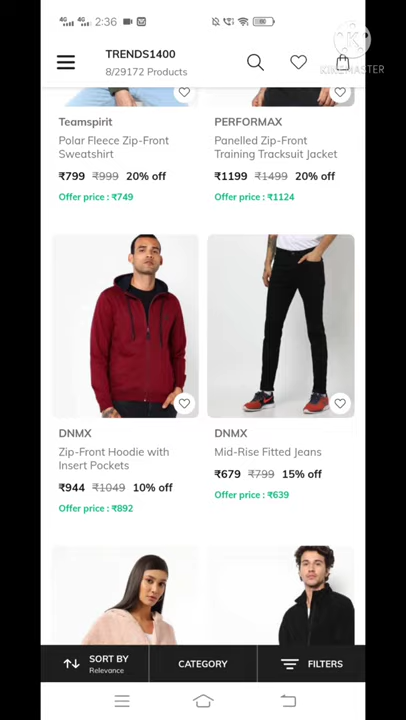 2:36
TRENDS1400
8/29172 Products
KINEMASTER
Teamspirit
Polar Fleece Zip-Front
Sweatshirt
₹799 ₹999 20% off
Offer price : ₹749
PERFORMAX
Panelled Zip-Front
Training Tracksuit Jacket
₹1199 ₹1499 20% off
Offer price : ₹1124
DNMX
Zip-Front Hoodie with
Insert Pockets
₹944 ₹1049 10% off
Offer price : ₹892
DNMX
Mid-Rise Fitted Jeans
₹679 ₹799 15% off
Offer price : ₹639
SORT BY
Relevance
CATEGORY
FILTERS